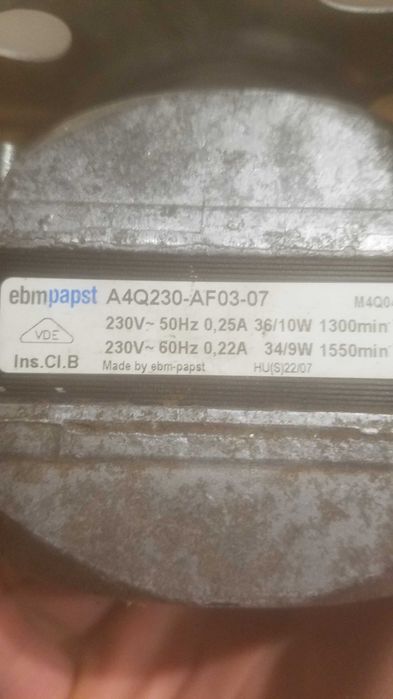 ebmpapst A4Q230-AF03-07 M4Q04
230V~ 50Hz 0,25A 36/10W 1300min
VDE
230V~ 60Hz 0,22A 34/9W 1550min
Ins.Cl.B Made by ebm-papst HU(S)22/07